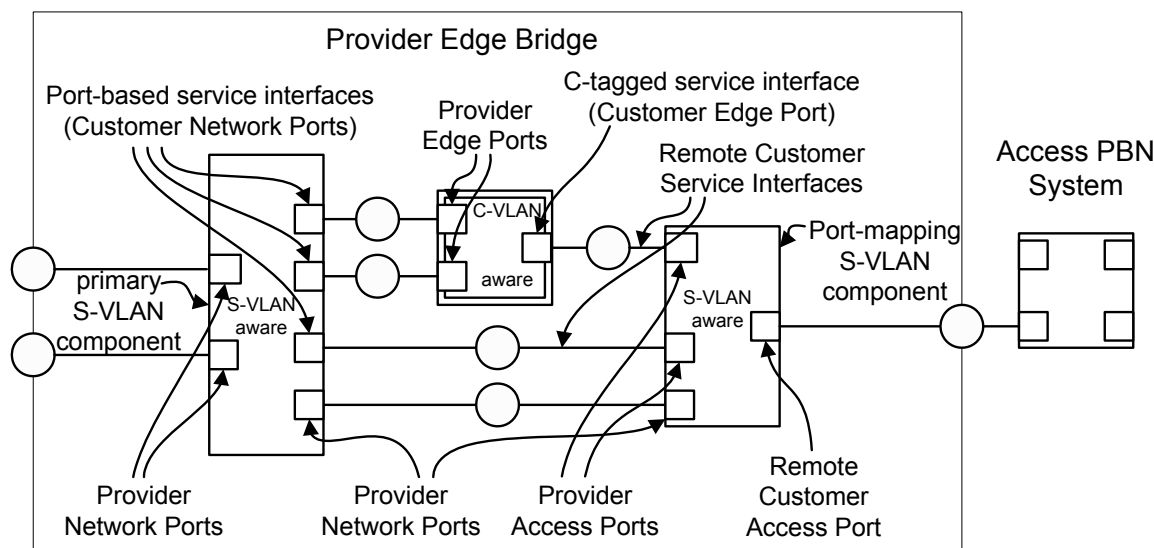 Provider Edge Bridge
Port-based service interfaces
(Customer Network Ports)
Provider
Edge Ports
C-tagged service interface
(Customer Edge Port)
Remote Customer
Service Interfaces
Access PBN
System
C-VLAN
aware
Port-mapping
S-VLAN
component
primary
S-VLAN
component
S-VLAN
aware
S-VLAN
aware
Provider
Network Ports
Provider
Network Ports
Provider
Access Ports
Remote
Customer
Access Port